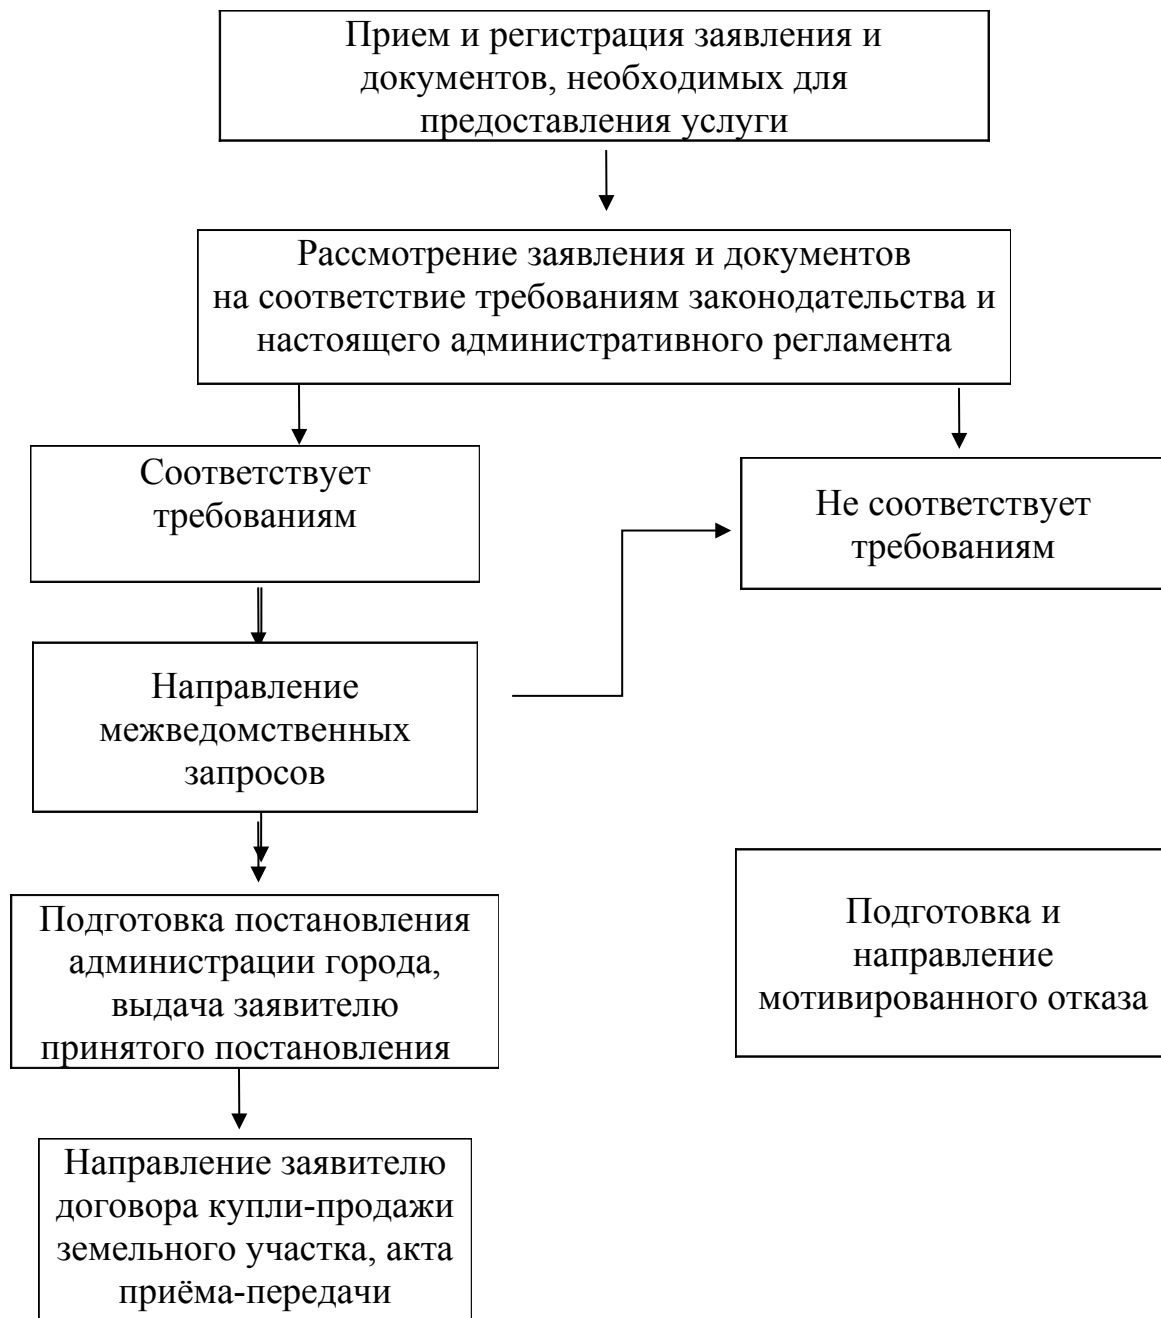 Прием и регистрация заявления и
документов, необходимых для
предоставления услуги
Рассмотрение заявления и документов
на соответствие требованиям законодательства и
настоящего административного регламента
Соответствует
требованиям
Не соответствует
требованиям
Направление
межведомственных
запросов
Подготовка постановления
администрации города,
выдача заявителю
принятого постановления
Подготовка и
направление
мотивированного отказа
Направление заявителю
договора купли-продажи
земельного участка, акта
приёма-передачи